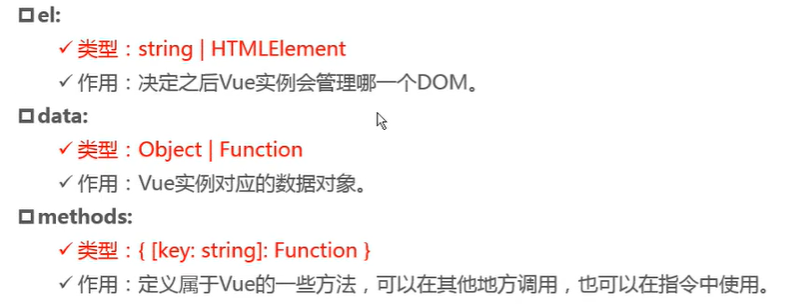 el:
类型：string | HTMLElement
作用：决定之后Vue实例会管理哪一个DOM。
data:
类型：Object | Function
作用：Vue实例对应的数据对象。
methods:
类型：{ [key: string]: Function }
作用：定义属于Vue的一些方法，可以在其他地方调用，也可以在指令中使用。